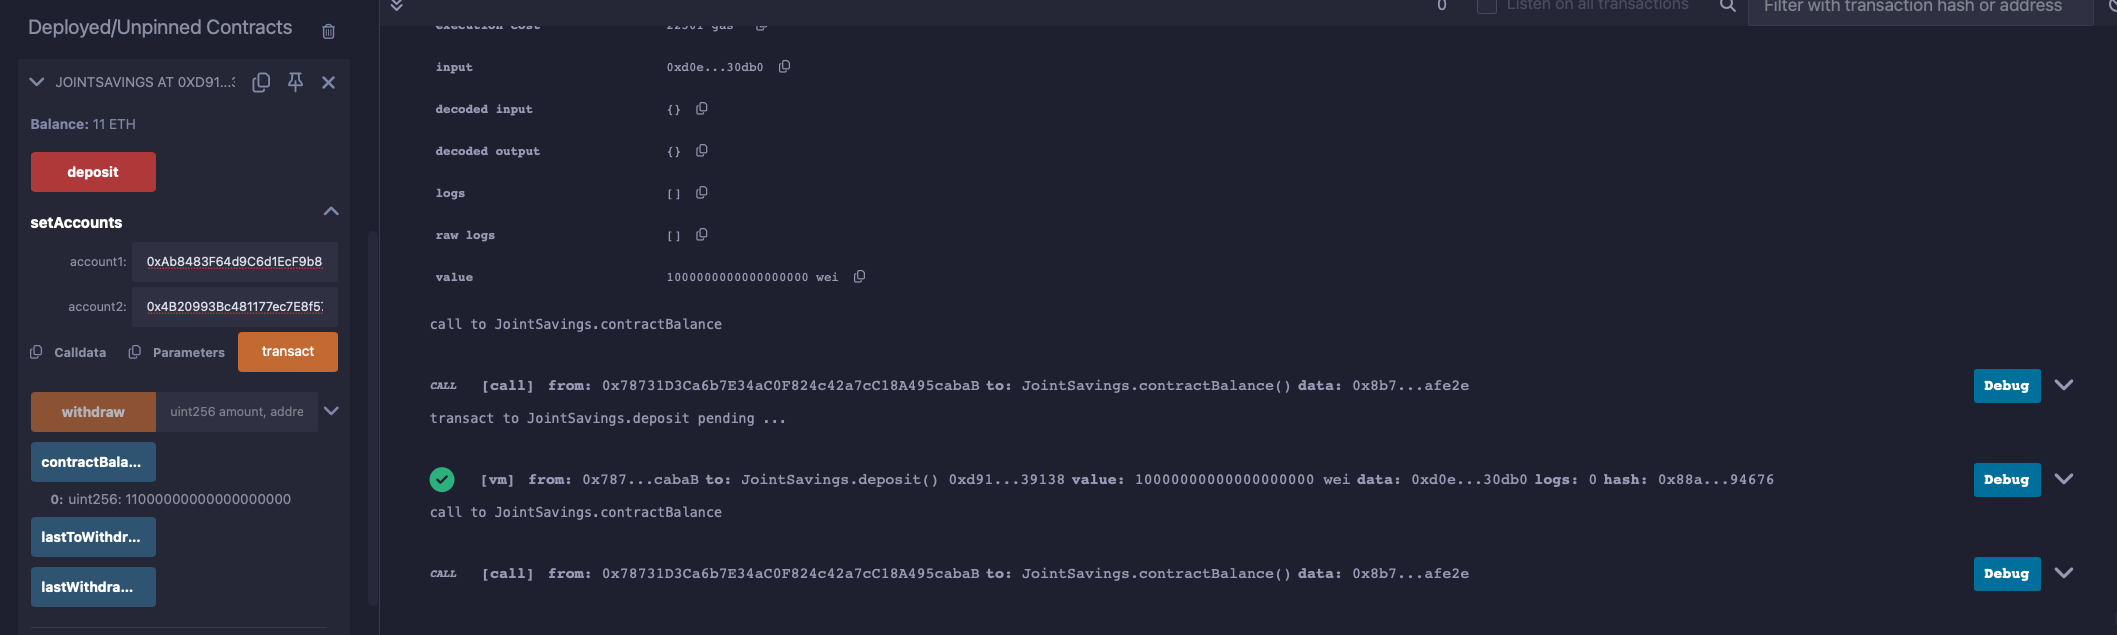 Deployed/Unpinned Contracts
JOINTSAVINGS AT 0XD91...3
Balance: 11 ETH
deposit
setAccounts
account1: 0xAb8483F64d9C6d1EcF9b8
account2: 0x4B20993Bc481177ec7E8f57
Calldata Parameters transact
withdraw uint256 amount, addre
contractBala...
0: uint256: 11000000000000000000
lastToWithdr...
lastWithdra...
0 Listen on all transactions Filter with transaction hash or address
execution cost 22501 gas
input 0xd0e...30db0
decoded input {}
decoded output {}
logs []
raw logs []
value 1000000000000000000 wei
call to JointSavings.contractBalance
CALL [call] from: 0x78731D3Ca6b7E34aC0F824c42a7cC18A495cabaB to: JointSavings.contractBalance() data: 0x8b7...afe2e Debug
transact to JointSavings.deposit pending ...
[vm] from: 0x787...cabaB to: JointSavings.deposit() 0xd91...39138 value: 10000000000000000000 wei data: 0xd0e...30db0 logs: 0 hash: 0x88a...94676 Debug
call to JointSavings.contractBalance
CALL [call] from: 0x78731D3Ca6b7E34aC0F824c42a7cC18A495cabaB to: JointSavings.contractBalance() data: 0x8b7...afe2e Debug